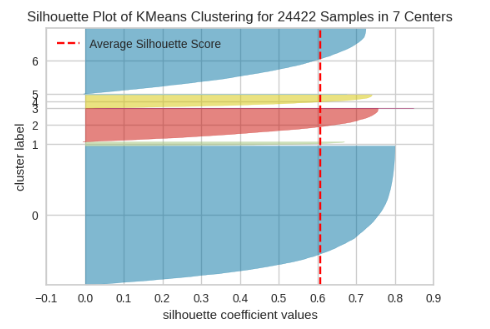 Silhouette Plot of KMeans Clustering for 24422 Samples in 7 Centers
Average Silhouette Score
6
5
4
3
2
1
0
cluster label
−0.1 0.0 0.1 0.2 0.3 0.24 0.5 0.6 0.7 0.8 0.9
silhouette coefficient values